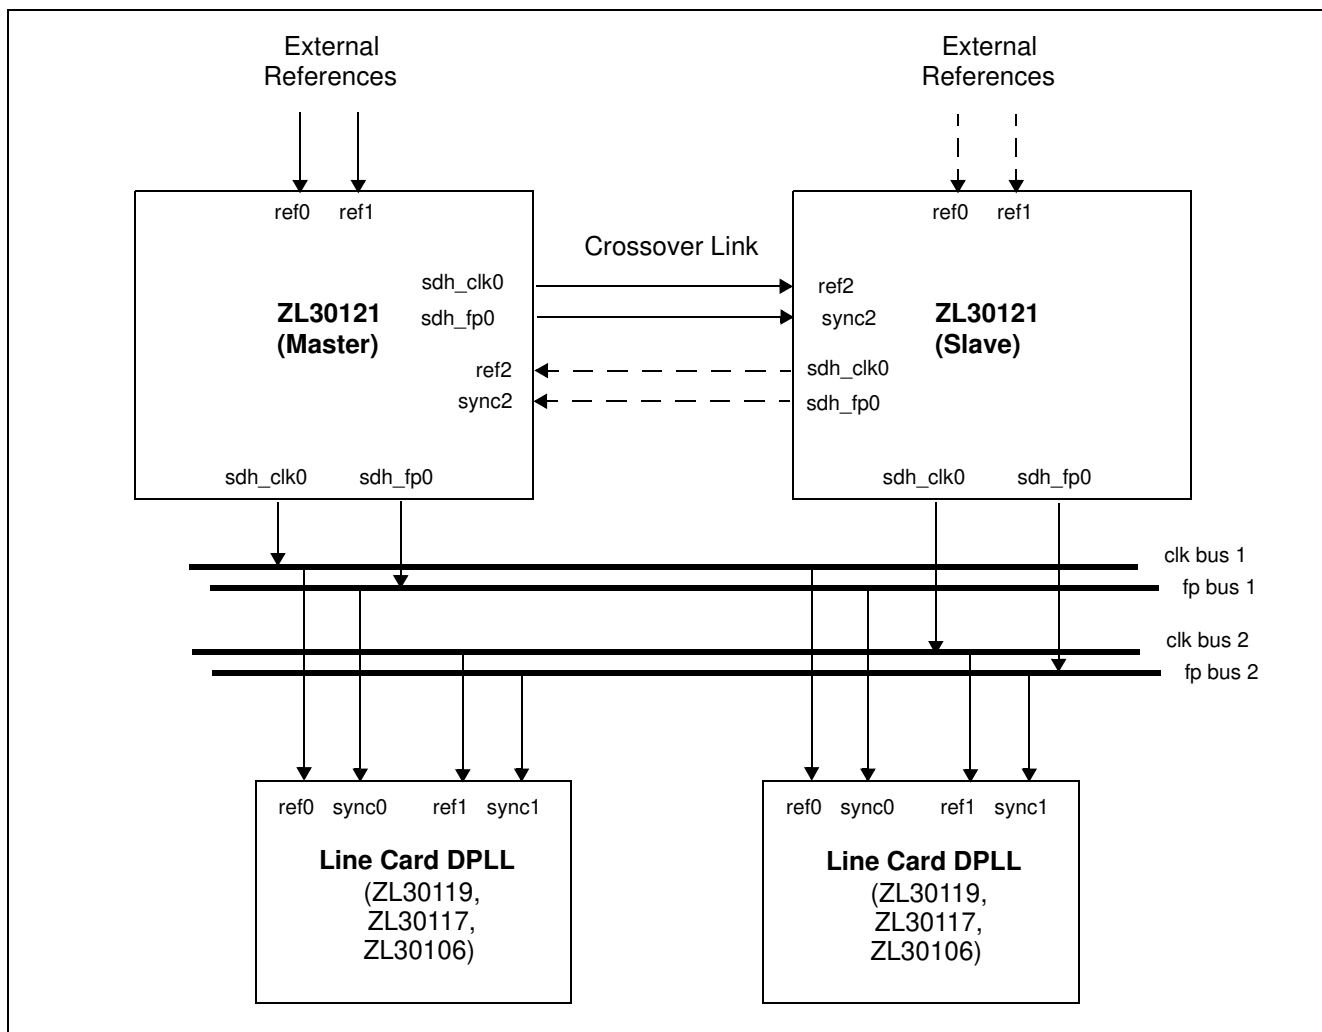 External
References
External
References
ref0 ref1
ref0 ref1
Crossover Link
sdh_clk0
sdh_fp0
ZL30121
(Master)
ref2
sync2
ref2
sync2
ZL30121
(Slave)
sdh_clk0
sdh_fp0
sdh_clk0 sdh_fp0
sdh_clk0 sdh_fp0
clk bus 1
fp bus 1
clk bus 2
fp bus 2
ref0 sync0 ref1 sync1
Line Card DPLL
(ZL30119,
ZL30117,
ZL30106)
ref0 sync0 ref1 sync1
Line Card DPLL
(ZL30119,
ZL30117,
ZL30106)